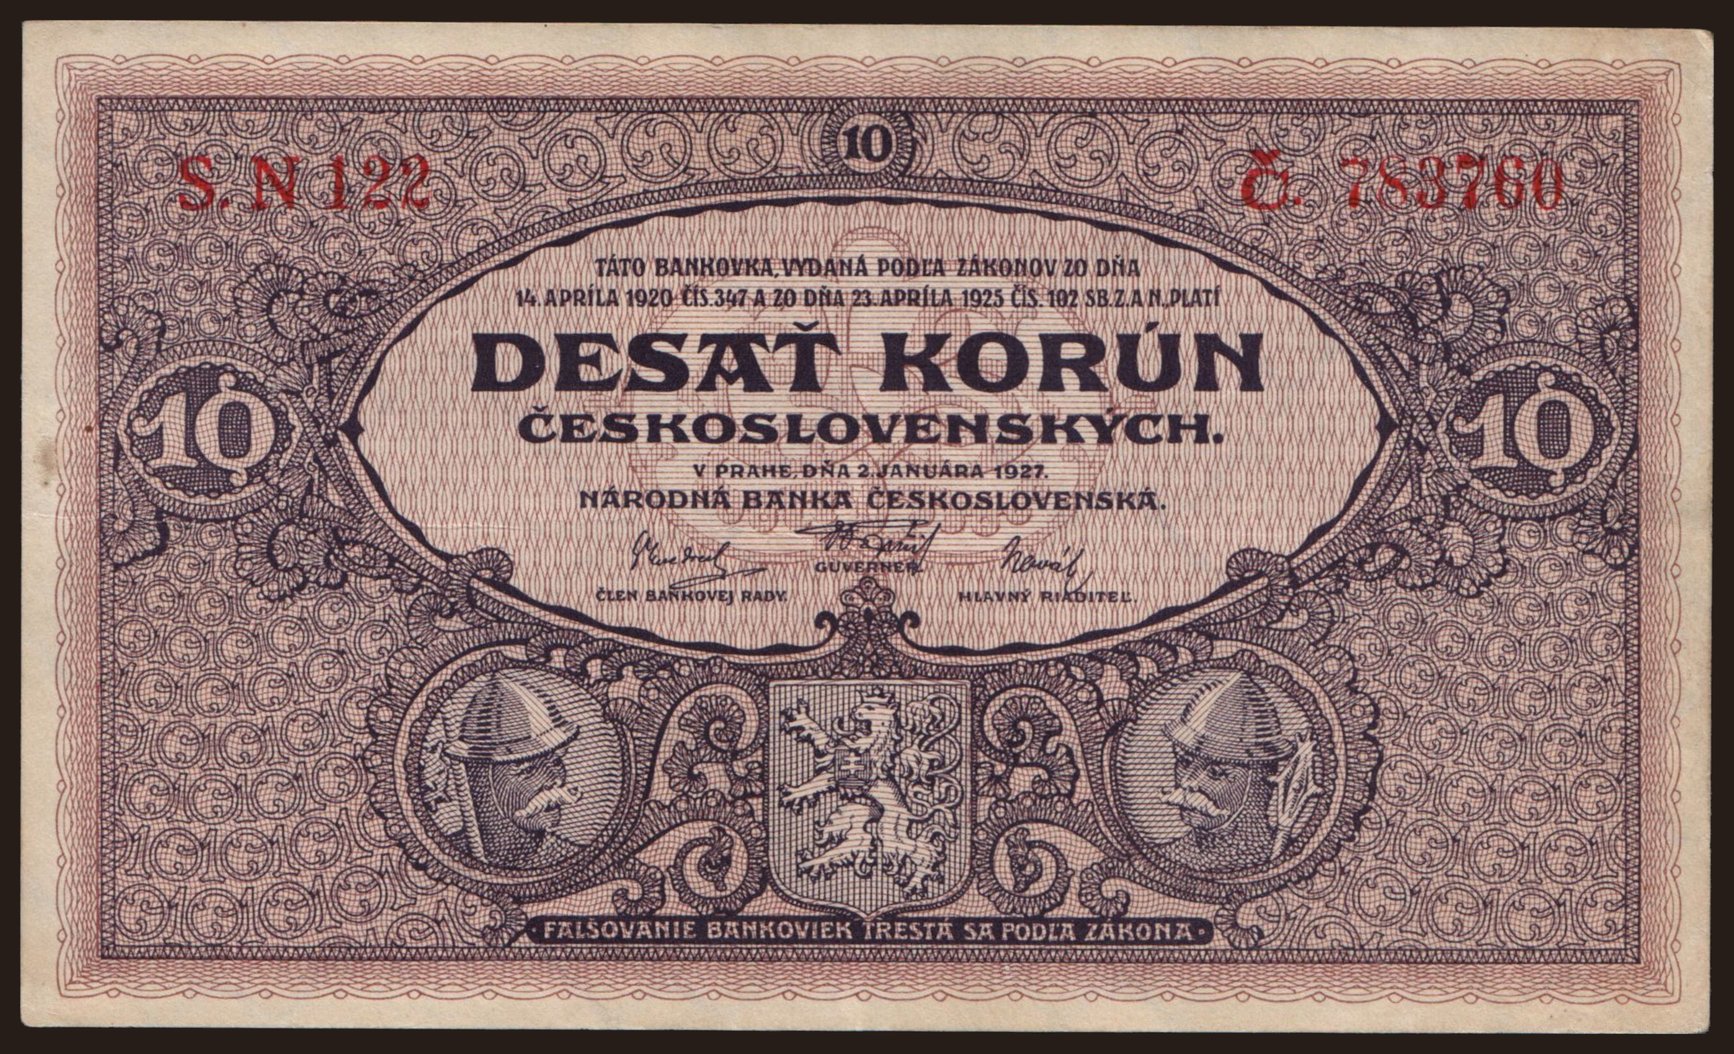 10
S. N 122
Č. 783760
TÁTO BANKOVKA, VYDANÁ PODĽA ZÁKONOV ZO DŇA
14. APRÍLA 1920 ČÍS. 347 A ZO DŇA 23. APRÍLA 1925 ČÍS. 102 SB. Z. A N. PLATÍ
DESAŤ KORÚN
ČESKOSLOVENSKÝCH.
10
10
V PRAHE, DŇA 2. JANUÁRA 1927.
NÁRODNÁ BANKA ČESKOSLOVENSKÁ.
GUVERNER.
ČLEN BANKOVEJ RADY.
HLAVNÝ RIADITEĽ.
FALŠOVANIE BANKOVIEK TRESTÁ SA PODĽA ZÁKONA